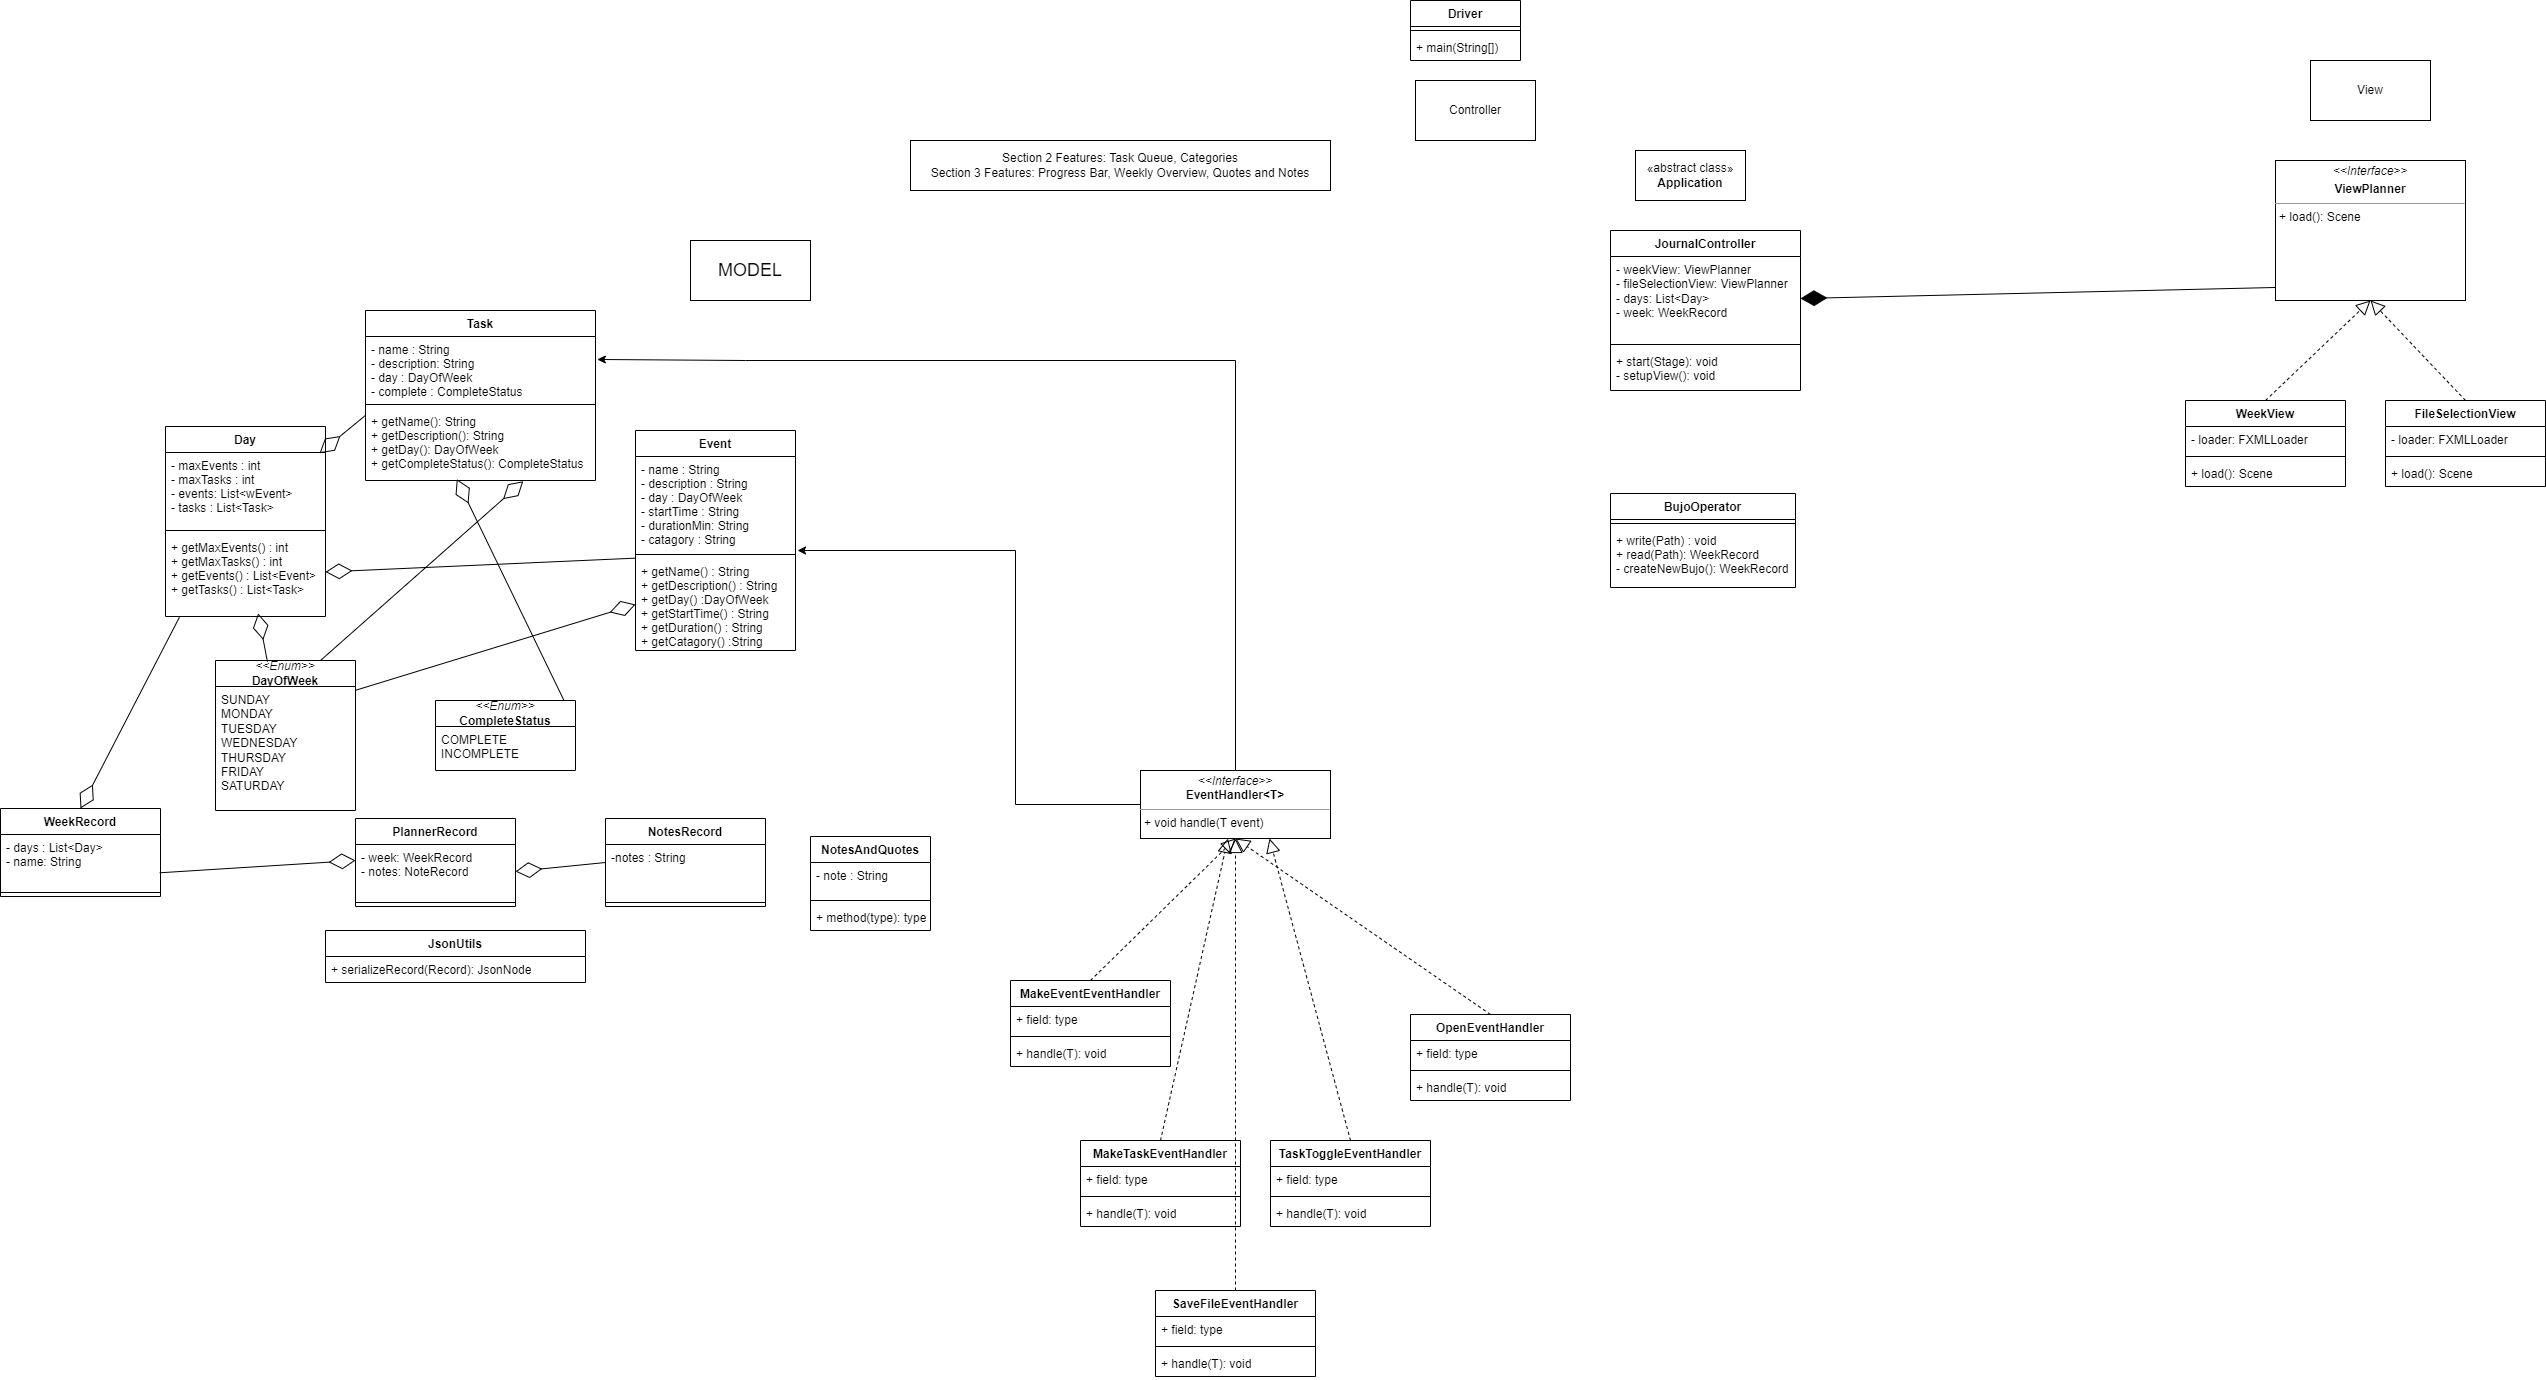 Driver
+ main(String[])
Controller
View
Section 2 Features: Task Queue, Categories
Section 3 Features: Progress Bar, Weekly Overview, Quotes and Notes
«abstract class»
Application
<<Interface>>
ViewPlanner
+ load(): Scene
MODEL
JournalController
- weekView: ViewPlanner
- fileSelectionView: ViewPlanner
- days: List<Day>
- week: WeekRecord
+ start(Stage): void
- setupView(): void
Task
- name : String
- description: String
- day : DayOfWeek
- complete : CompleteStatus
+ getName(): String
+ getDescription(): String
+ getDay(): DayOfWeek
+ getCompleteStatus(): CompleteStatus
Day
- maxEvents : int
- maxTasks : int
- events: List<wEvent>
- tasks : List<Task>
+ getMaxEvents() : int
+ getMaxTasks() : int
+ getEvents() : List<Event>
+ getTasks() : List<Task>
Event
- name : String
- description : String
- day : DayOfWeek
- startTime : String
- durationMin: String
- catagory : String
+ getName() : String
+ getDescription() : String
+ getDay() :DayOfWeek
+ getStartTime() : String
+ getDuration() : String
+ getCatagory() :String
WeekView
- loader: FXMLLoader
+ load(): Scene
FileSelectionView
- loader: FXMLLoader
+ load(): Scene
BujoOperator
+ write(Path) : void
+ read(Path): WeekRecord
- createNewBujo(): WeekRecord
<<Enum>>
DayOfWeek
SUNDAY
MONDAY
TUESDAY
WEDNESDAY
THURSDAY
FRIDAY
SATURDAY
<<Enum>>
CompleteStatus
COMPLETE
INCOMPLETE
<<Interface>>
EventHandler<T>
+ void handle(T event)
WeekRecord
- days : List<Day>
- name: String
PlannerRecord
- week: WeekRecord
- notes: NoteRecord
NotesRecord
-notes : String
NotesAndQuotes
- note : String
+ method(type): type
JsonUtils
+ serializeRecord(Record): JsonNode
MakeEventEventHandler
+ field: type
+ handle(T): void
OpenEventHandler
+ field: type
+ handle(T): void
MakeTaskEventHandler
+ field: type
+ handle(T): void
TaskToggleEventHandler
+ field: type
+ handle(T): void
SaveFileEventHandler
+ field: type
+ handle(T): void